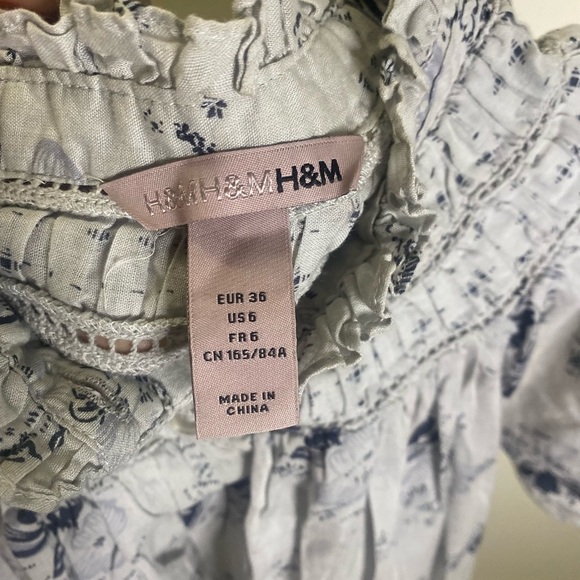 H&MH&MH&M
EUR 36
US 6
FR 6
CN 165/84A
MADE IN
CHINA